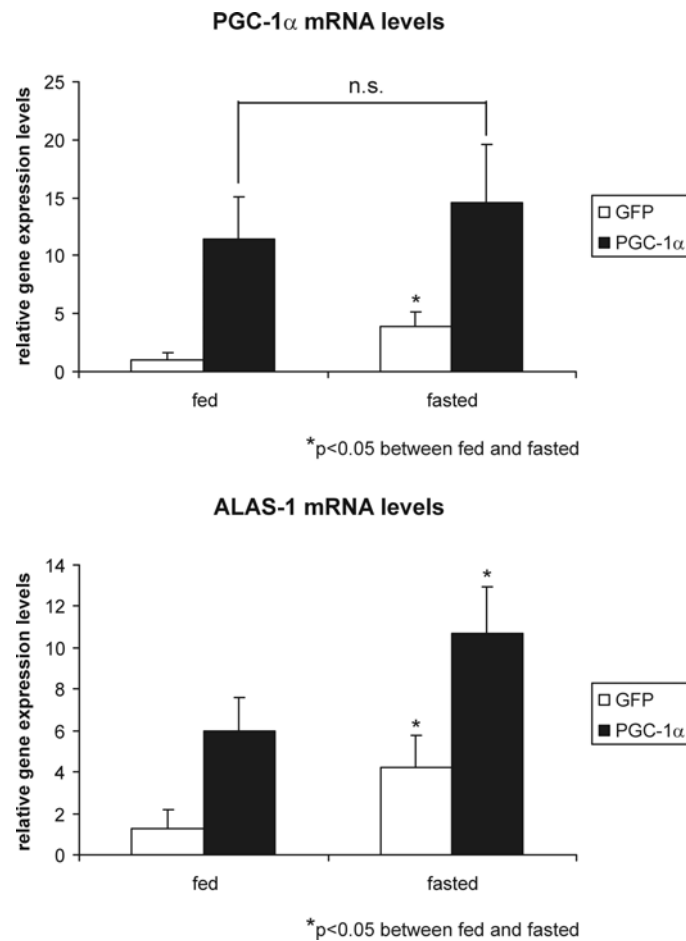 PGC-1α mRNA levels
n.s.
relative gene expression levels
25
20
15
10
5
0
*
fed
fasted
GFP
PGC-1α
*p<0.05 between fed and fasted
ALAS-1 mRNA levels
relative gene expression levels
14
12
10
8
6
4
2
0
*
*
fed
fasted
GFP
PGC-1α
*p<0.05 between fed and fasted